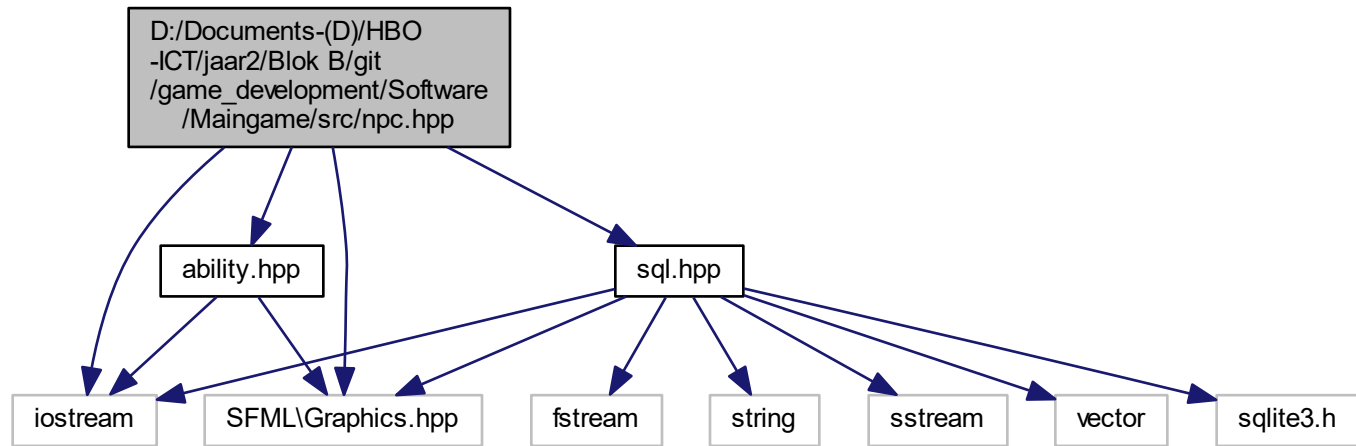 D:/Documents-(D)/HBO
-ICT/jaar2/Blok B/git
/game_development/Software
/Maingame/src/npc.hpp
ability.hpp
sql.hpp
iostream
SFML\Graphics.hpp
fstream
string
sstream
vector
sqlite3.h